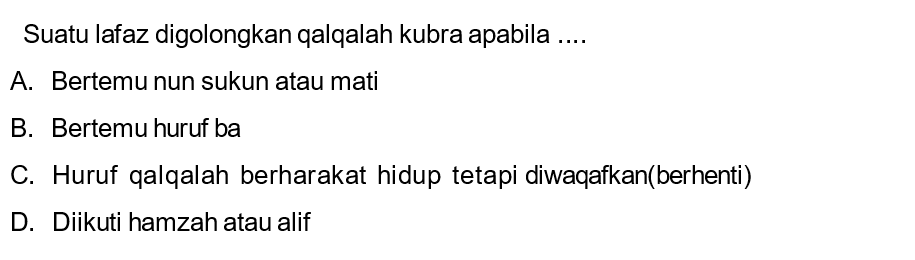 Suatu lafaz digolongkan qalqalah kubra apabila ....
A. Bertemu nun sukun atau mati
B. Bertemu huruf ba
C. Huruf qalqalah berharakat hidup tetapi diwaqafkan(berhenti)
D. Diikuti hamzah atau alif